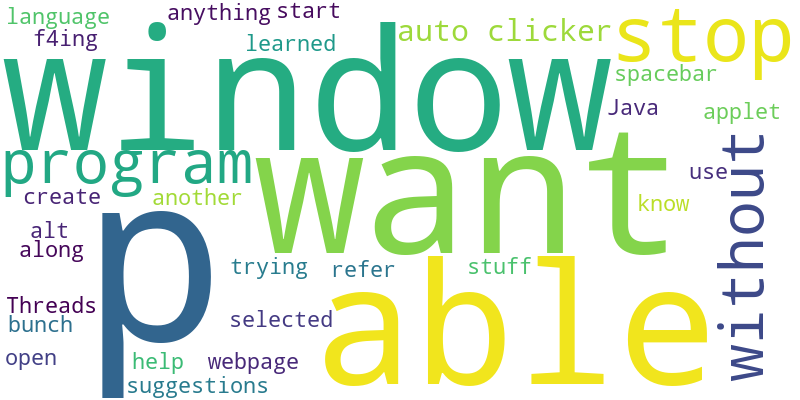 language
anything
start
f4ing
learned
auto clicker
stop
window
spacebar
Java
applet
program
want
without
use
create
another
know
p
alt
along
trying
refer
stuff
able
Threads
bunch
selected
open
help
webpage
suggestions